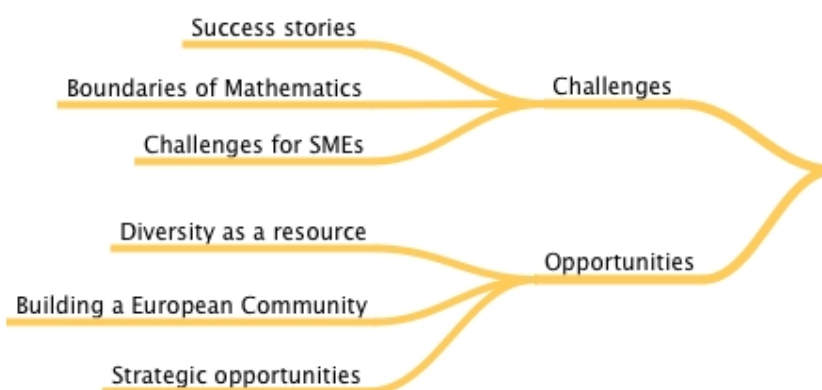 Success stories
Boundaries of Mathematics
Challenges
Challenges for SMEs
Diversity as a resource
Opportunities
Building a European Community
Strategic opportunities